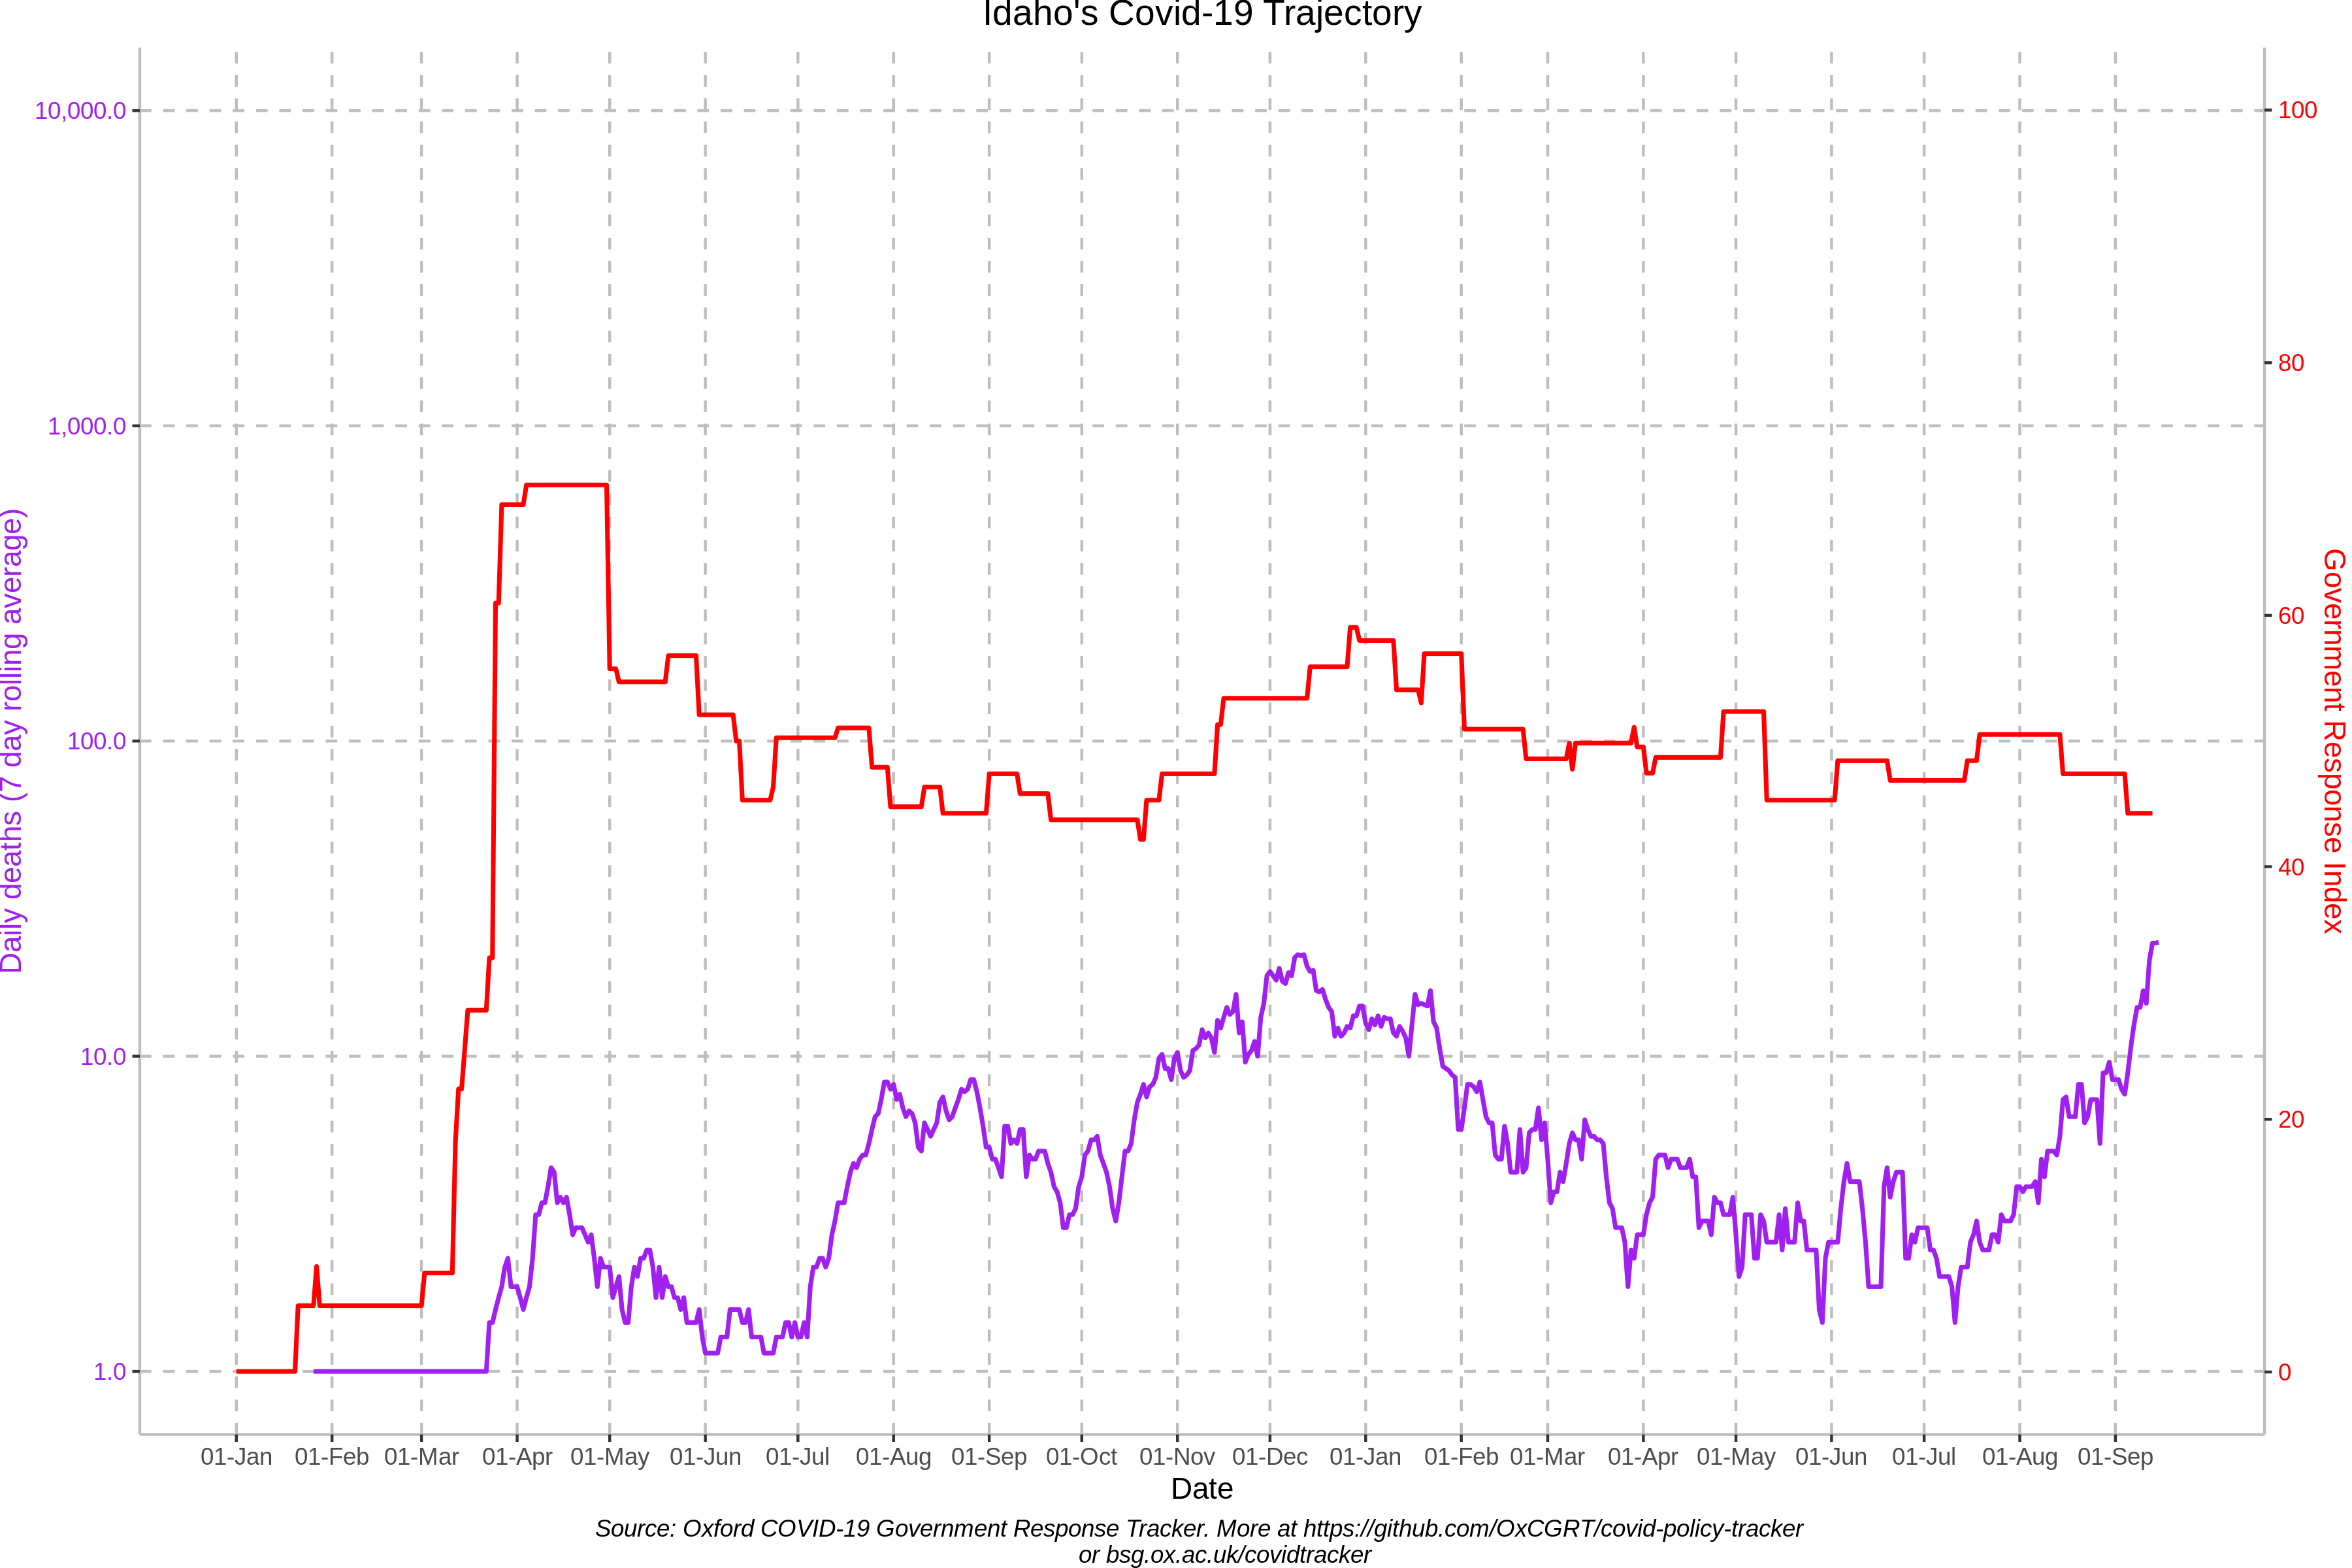 Idaho's Covid-19 Trajectory
10,000.0
1,000.0
100.0
10.0
1.0
Daily deaths (7 day rolling average)
100
80
60
40
20
0
Government Response Index
01-Jan 01-Feb 01-Mar 01-Apr 01-May 01-Jun 01-Jul 01-Aug 01-Sep 01-Oct 01-Nov 01-Dec 01-Jan 01-Feb 01-Mar 01-Apr 01-May 01-Jun 01-Jul 01-Aug 01-Sep
Date
Source: Oxford COVID-19 Government Response Tracker. More at https://github.com/OxCGRT/covid-policy-tracker
or bsg.ox.ac.uk/covidtracker